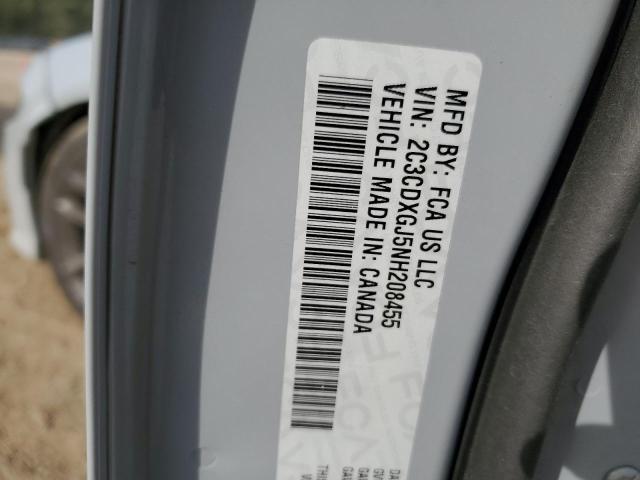 MFD BY: FCA US LLC
VIN: 2C3CDXGJ5NH208455
VEHICLE MADE IN: CANADA